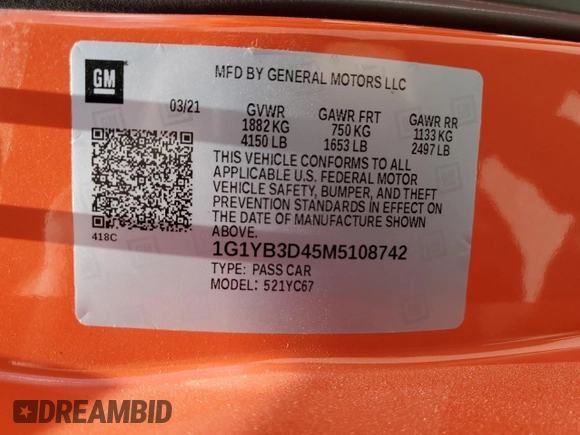 GM
MFD BY GENERAL MOTORS LLC
03/21 GVWR GAWR FRT GAWR RR
1882 KG 750 KG 1133 KG
4150 LB 1653 LB 2497 LB
THIS VEHICLE CONFORMS TO ALL
APPLICABLE U.S. FEDERAL MOTOR
VEHICLE SAFETY, BUMPER, AND THEFT
PREVENTION STANDARDS IN EFFECT ON
THE DATE OF MANUFACTURE SHOWN
ABOVE.
418C
1G1YB3D45M5108742
TYPE: PASS CAR
MODEL: 521YC67
DREAMBID